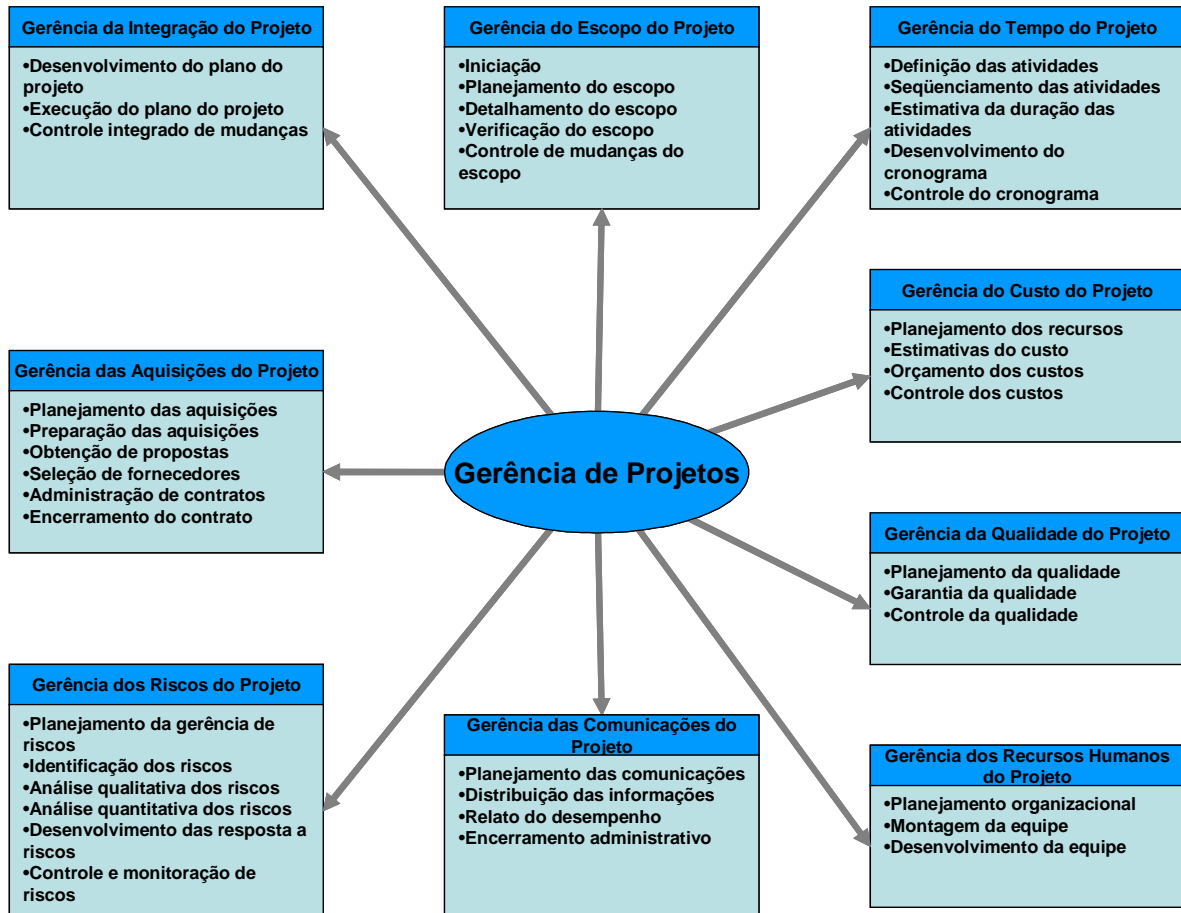 Gerência da Integração do Projeto
•Desenvolvimento do plano do
projeto
•Execução do plano do projeto
•Controle integrado de mudanças
Gerência do Escopo do Projeto
•Iniciação
•Planejamento do escopo
•Detalhamento do escopo
•Verificação do escopo
•Controle de mudanças do
escopo
Gerência do Tempo do Projeto
•Definição das atividades
•Seqüenciamento das atividades
•Estimativa da duração das
atividades
•Desenvolvimento do
cronograma
•Controle do cronograma
Gerência do Custo do Projeto
•Planejamento dos recursos
•Estimativas do custo
•Orçamento dos custos
•Controle dos custos
Gerência das Aquisições do Projeto
•Planejamento das aquisições
•Preparação das aquisições
•Obtenção de propostas
•Seleção de fornecedores
•Administração de contratos
•Encerramento do contrato
Gerência de Projetos
Gerência da Qualidade do Projeto
•Planejamento da qualidade
•Garantia da qualidade
•Controle da qualidade
Gerência dos Riscos do Projeto
•Planejamento da gerência de
riscos
•Identificação dos riscos
•Análise qualitativa dos riscos
•Análise quantitativa dos riscos
•Desenvolvimento das resposta a
riscos
•Controle e monitoração de
riscos
Gerência das Comunicações do
Projeto
•Planejamento das comunicações
•Distribuição das informações
•Relato do desempenho
•Encerramento administrativo
Gerência dos Recursos Humanos
do Projeto
•Planejamento organizacional
•Montagem da equipe
•Desenvolvimento da equipe